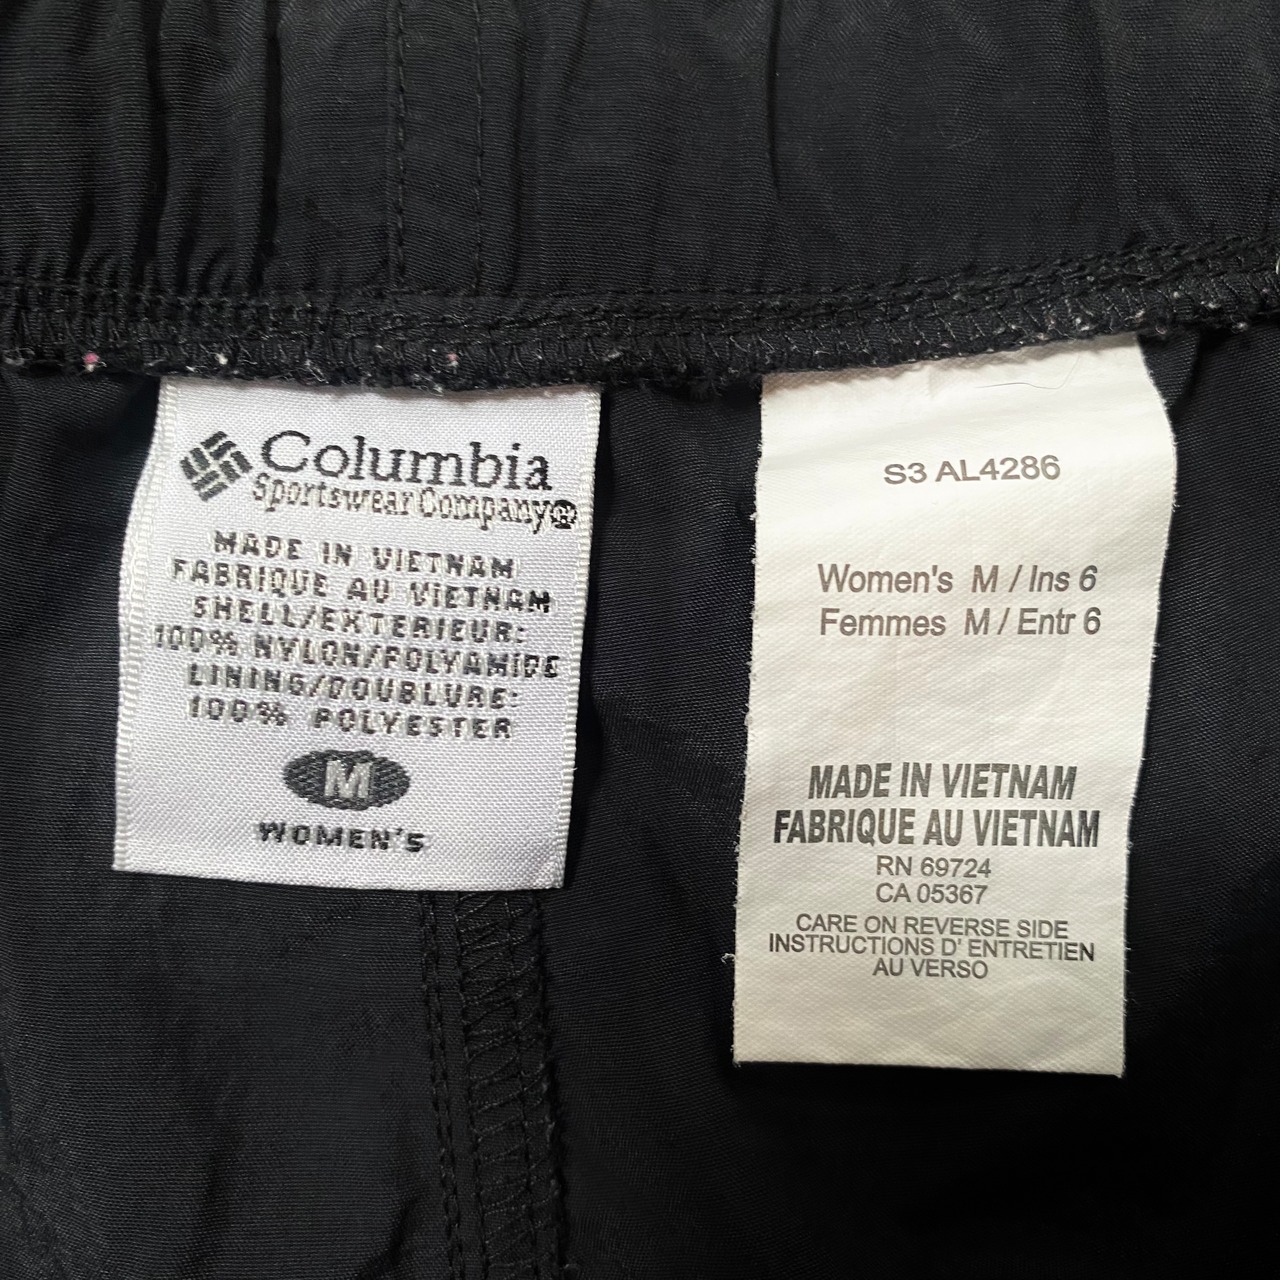 Columbia
Sportswear Company®
MADE IN VIETNAM
FABRIQUE AU VIETNAM
SHELL/EXTERIEUR:
100% NYLON/POLYAMIDE
LINING/DOUBLURE:
100% POLYESTER
M
WOMEN'S
S3 AL4286
Women's M / Ins 6
Femmes M / Entr 6
MADE IN VIETNAM
FABRIQUE AU VIETNAM
RN 69724
CA 05367
CARE ON REVERSE SIDE
INSTRUCTIONS D' ENTRETIEN
AU VERSO